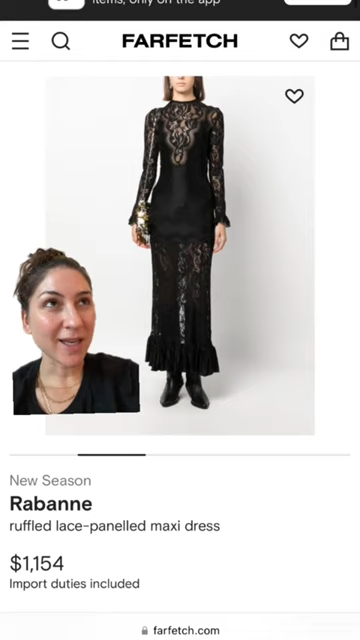 items, only on the app
FARFETCH
New Season
Rabanne
ruffled lace-panelled maxi dress
$1,154
Import duties included
farfetch.com